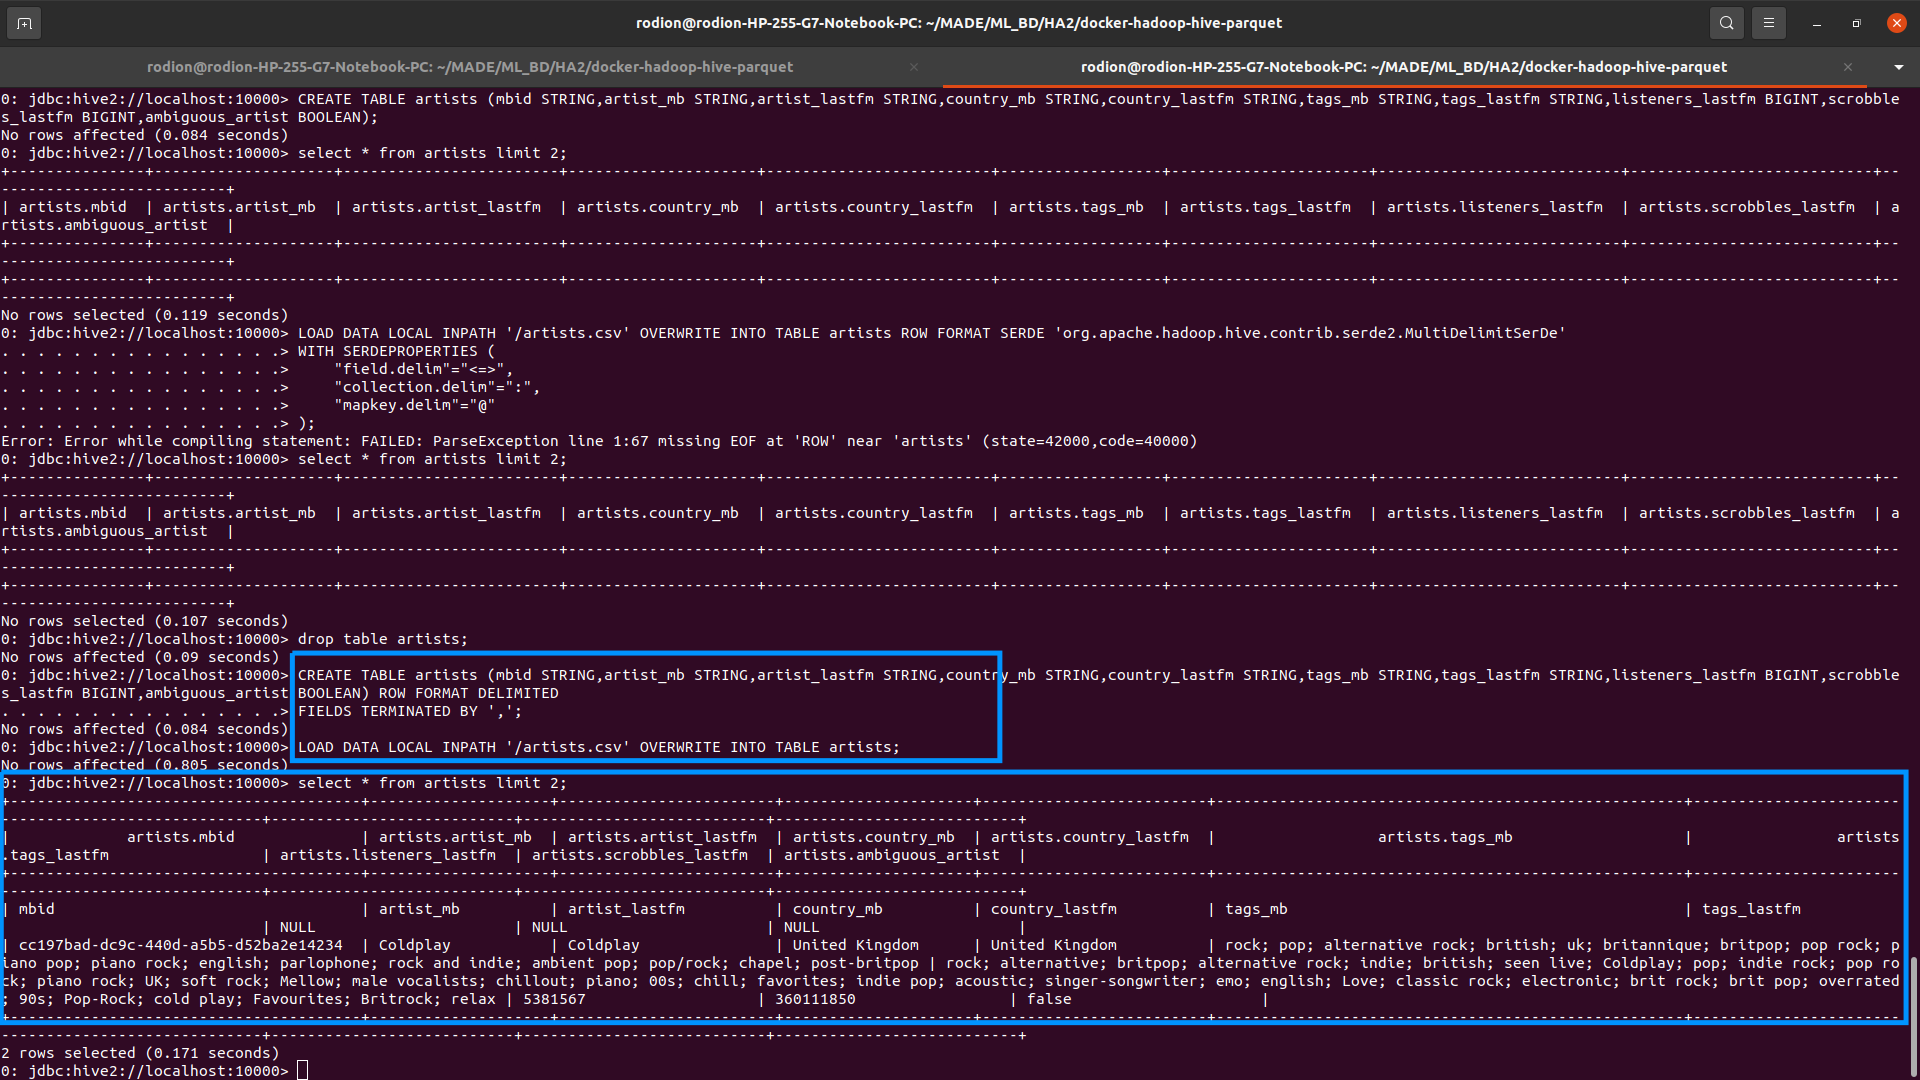 rodion@rodion-HP-255-G7-Notebook-PC: ~/MADE/ML_BD/HA2/docker-hadoop-hive-parquet
rodion@rodion-HP-255-G7-Notebook-PC: ~/MADE/ML_BD/HA2/docker-hadoop-hive-parquet
rodion@rodion-HP-255-G7-Notebook-PC: ~/MADE/ML_BD/HA2/docker-hadoop-hive-parquet
0: jdbc:hive2://localhost:10000> CREATE TABLE artists (mbid STRING,artist_mb STRING,artist_lastfm STRING,country_mb STRING,country_lastfm STRING,tags_mb STRING,tags_lastfm STRING,listeners_lastfm BIGINT,scrobble
s_lastfm BIGINT,ambiguous_artist BOOLEAN);
No rows affected (0.084 seconds)
0: jdbc:hive2://localhost:10000> select * from artists limit 2;
| artists.mbid | artists.artist_mb | artists.artist_lastfm | artists.country_mb | artists.country_lastfm | artists.tags_mb | artists.tags_lastfm | artists.listeners_lastfm | artists.scrobbles_lastfm | a
rtists.ambiguous_artist |
No rows selected (0.119 seconds)
0: jdbc:hive2://localhost:10000> LOAD DATA LOCAL INPATH '/artists.csv' OVERWRITE INTO TABLE artists ROW FORMAT SERDE 'org.apache.hadoop.hive.contrib.serde2.MultiDelimitSerDe'
. . . . . . . . . . . . . . . .> WITH SERDEPROPERTIES (
. . . . . . . . . . . . . . . .> "field.delim"="<=>",
. . . . . . . . . . . . . . . .> "collection.delim"=":",
. . . . . . . . . . . . . . . .> "mapkey.delim"="@"
. . . . . . . . . . . . . . . .> );
Error: Error while compiling statement: FAILED: ParseException line 1:67 missing EOF at 'ROW' near 'artists' (state=42000,code=40000)
0: jdbc:hive2://localhost:10000> select * from artists limit 2;
| artists.mbid | artists.artist_mb | artists.artist_lastfm | artists.country_mb | artists.country_lastfm | artists.tags_mb | artists.tags_lastfm | artists.listeners_lastfm | artists.scrobbles_lastfm | a
rtists.ambiguous_artist |
No rows selected (0.107 seconds)
0: jdbc:hive2://localhost:10000> drop table artists;
No rows affected (0.09 seconds)
0: jdbc:hive2://localhost:10000> CREATE TABLE artists (mbid STRING,artist_mb STRING,artist_lastfm STRING,country_mb STRING,country_lastfm STRING,tags_mb STRING,tags_lastfm STRING,listeners_lastfm BIGINT,scrobble
s_lastfm BIGINT,ambiguous_artist BOOLEAN) ROW FORMAT DELIMITED
. . . . . . . . . . . . . . . .> FIELDS TERMINATED BY ',';
No rows affected (0.084 seconds)
0: jdbc:hive2://localhost:10000> LOAD DATA LOCAL INPATH '/artists.csv' OVERWRITE INTO TABLE artists;
No rows affected (0.805 seconds)
0: jdbc:hive2://localhost:10000> select * from artists limit 2;
| artists.mbid | artists.artist_mb | artists.artist_lastfm | artists.country_mb | artists.country_lastfm | artists.tags_mb | artists
.tags_lastfm | artists.listeners_lastfm | artists.scrobbles_lastfm | artists.ambiguous_artist |
| mbid | artist_mb | artist_lastfm | country_mb | country_lastfm | tags_mb | tags_lastfm
| NULL | NULL | NULL |
| cc197bad-dc9c-440d-a5b5-d52ba2e14234 | Coldplay | Coldplay | United Kingdom | United Kingdom | rock; pop; alternative rock; british; uk; britannique; britpop; pop rock; p
iano pop; piano rock; english; parlophone; rock and indie; ambient pop; pop/rock; chapel; post-britpop | rock; alternative; britpop; alternative rock; indie; british; seen live; Coldplay; pop; indie rock; pop ro
ck; piano rock; UK; soft rock; Mellow; male vocalists; chillout; piano; 00s; chill; favorites; indie pop; acoustic; singer-songwriter; emo; english; Love; classic rock; electronic; brit rock; brit pop; overrated
; 90s; Pop-Rock; cold play; Favourites; Britrock; relax | 5381567 | 360111850 | false |
2 rows selected (0.171 seconds)
0: jdbc:hive2://localhost:10000>